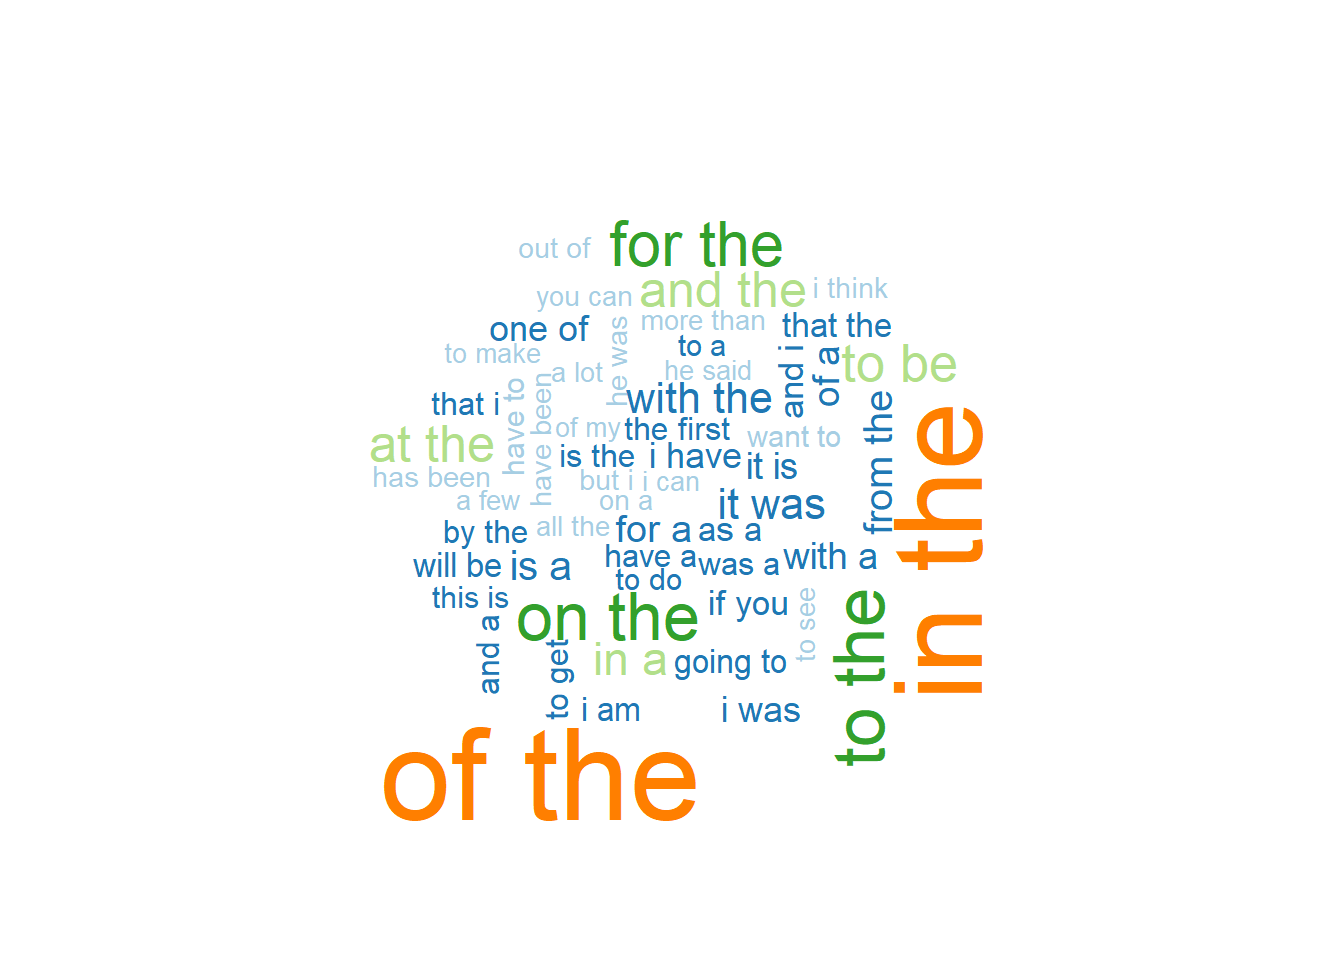 for the
out of
and the
i think
you can
more than
that the
one of
he was
to a
and i
of a
to make
to be
a lot
he said
with the
have to
have been
that i
from the
of my
the first
want to
at the
is the
i have
it is
has been
but i
i can
a few
on a
it was
in the
by the
all the
for a
as a
will be
is a
have a
was a
with a
to do
this is
on the
if you
to see
to the
and a
to get
in a
going to
i am
i was
of the